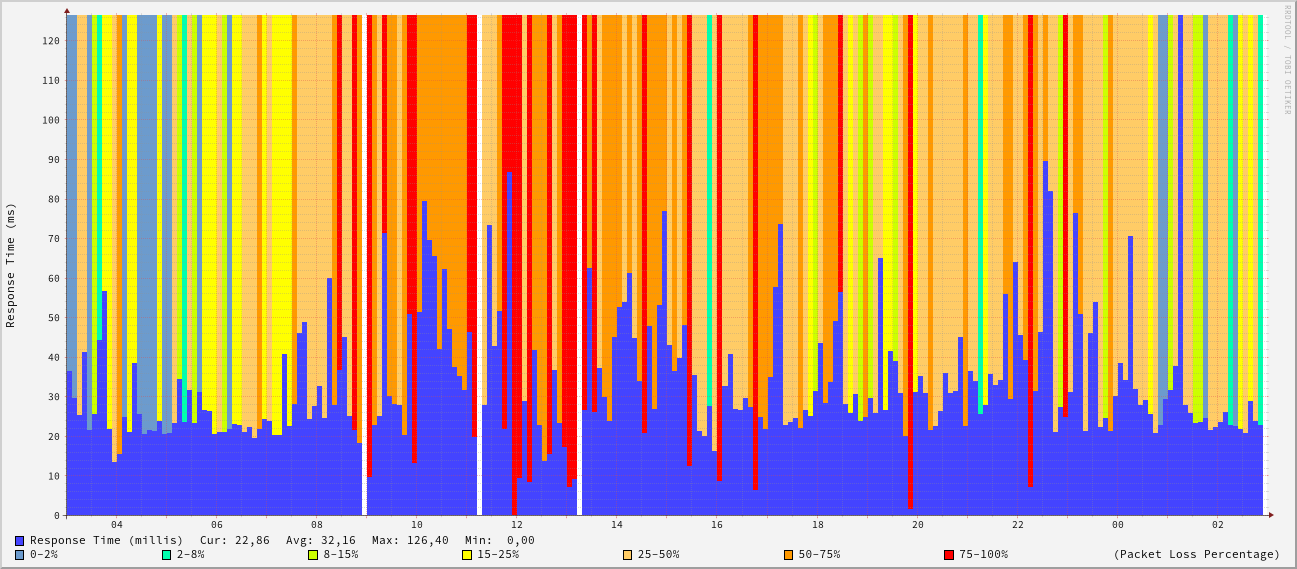 RRDTOOL / TOBI OETIKER
Response Time (ms)
120
110
100
90
80
70
60
50
40
30
20
10
0
04 06 08 10 12 14 16 18 20 22 00 02
Response Time (millis) Cur: 22,86 Avg: 32,16 Max: 126,40 Min: 0,00
0-2% 2-8% 8-15% 15-25% 25-50% 50-75% 75-100% (Packet Loss Percentage)